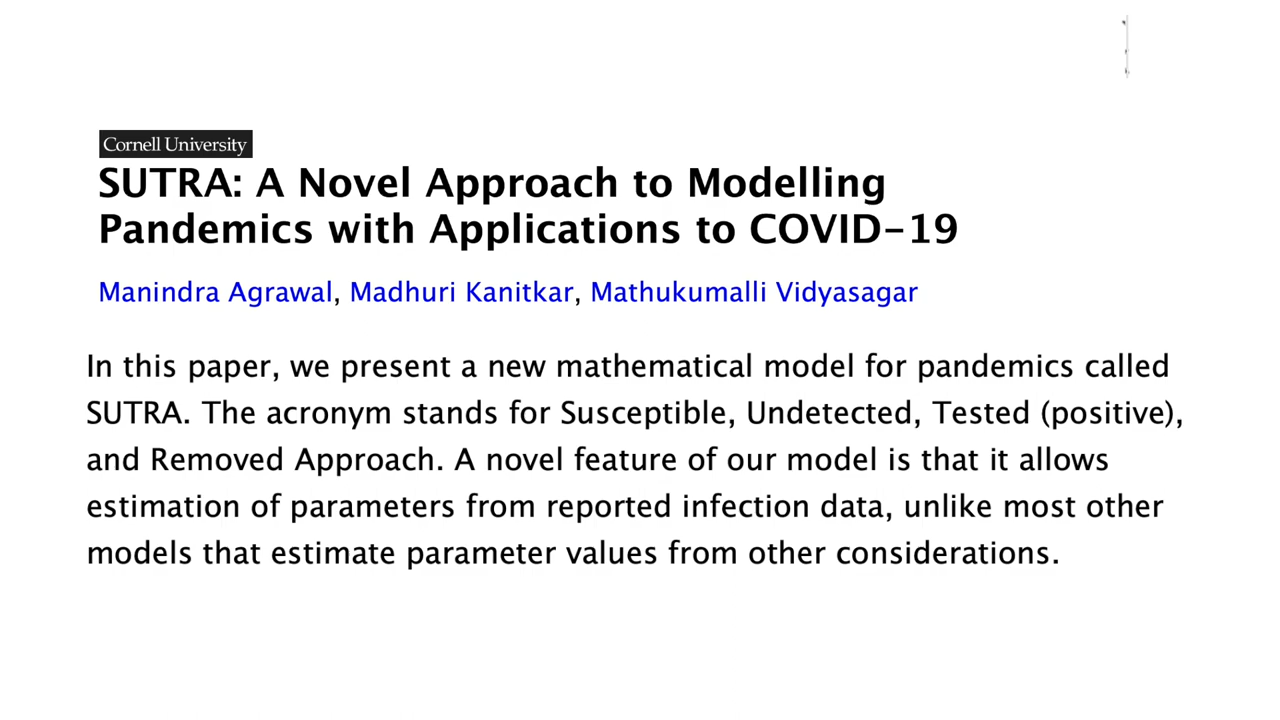 Cornell University
SUTRA: A Novel Approach to Modelling
Pandemics with Applications to COVID-19
Manindra Agrawal, Madhuri Kanitkar, Mathukumalli Vidyasagar
In this paper, we present a new mathematical model for pandemics called
SUTRA. The acronym stands for Susceptible, Undetected, Tested (positive),
and Removed Approach. A novel feature of our model is that it allows
estimation of parameters from reported infection data, unlike most other
models that estimate parameter values from other considerations.